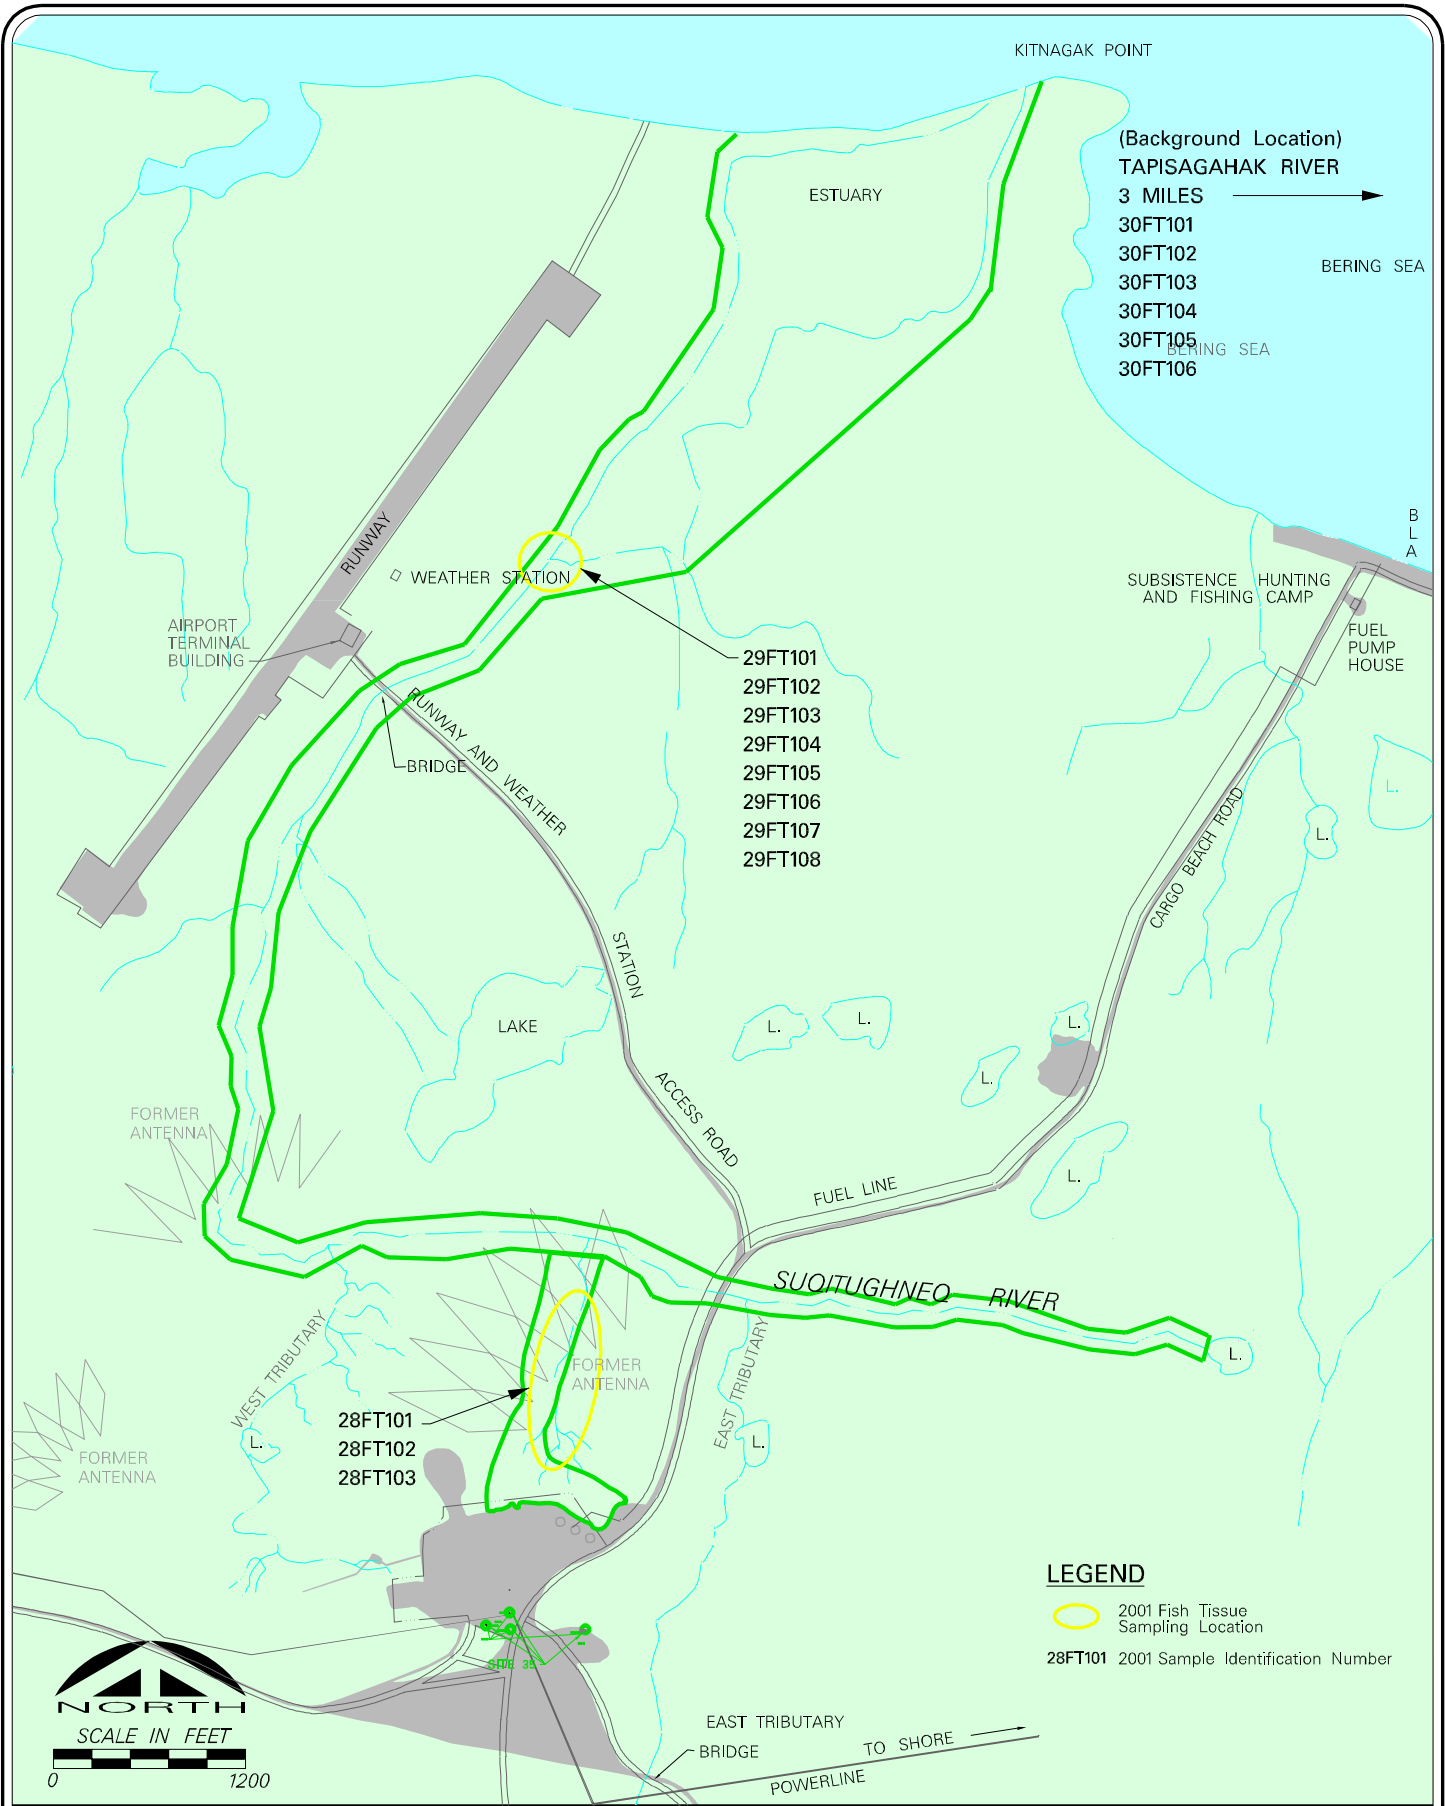 KITNAGAK POINT
(Background Location)
TAPISAGAHAK RIVER
3 MILES
30FT101
30FT102
30FT103
30FT104
30FT105
30FT106
BERING SEA
BERING SEA
ESTUARY
RUNWAY
WEATHER STATION
AIRPORT
TERMINAL
BUILDING
B
L
A
SUBSISTENCE HUNTING
AND FISHING CAMP
FUEL
PUMP
HOUSE
29FT101
29FT102
29FT103
29FT104
29FT105
29FT106
29FT107
29FT108
BRIDGE
RUNWAY AND WEATHER
STATION
ACCESS ROAD
CARGO BEACH ROAD
L.
L.
LAKE
L.
L.
L.
L.
L.
FORMER
ANTENNA
FUEL LINE
SUQITUGHNEQ RIVER
WEST TRIBUTARY
EAST TRIBUTARY
L.
FORMER
ANTENNA
28FT101
28FT102
28FT103
L.
L.
FORMER
ANTENNA
SITE 35
LEGEND
2001 Fish Tissue
Sampling Location
28FT101 2001 Sample Identification Number
NORTH
SCALE IN FEET
0 1200
EAST TRIBUTARY
BRIDGE
TO SHORE
POWERLINE